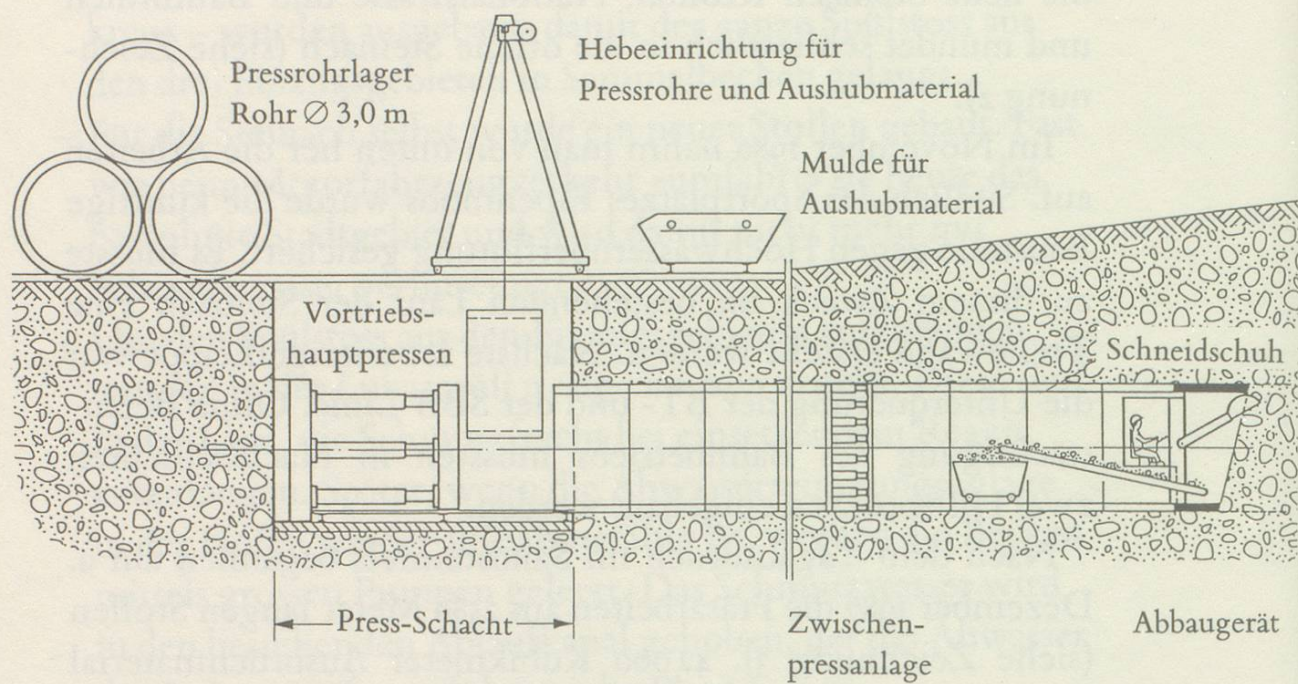 Pressrohrlager
Rohr Ø 3,0 m
Hebeeinrichtung für
Pressrohre und Aushubmaterial
Mulde für
Aushubmaterial
Vortriebs-
hauptpressen
Schneidschuh
Press-Schacht
Zwischen-
pressanlage
Abbaugerät